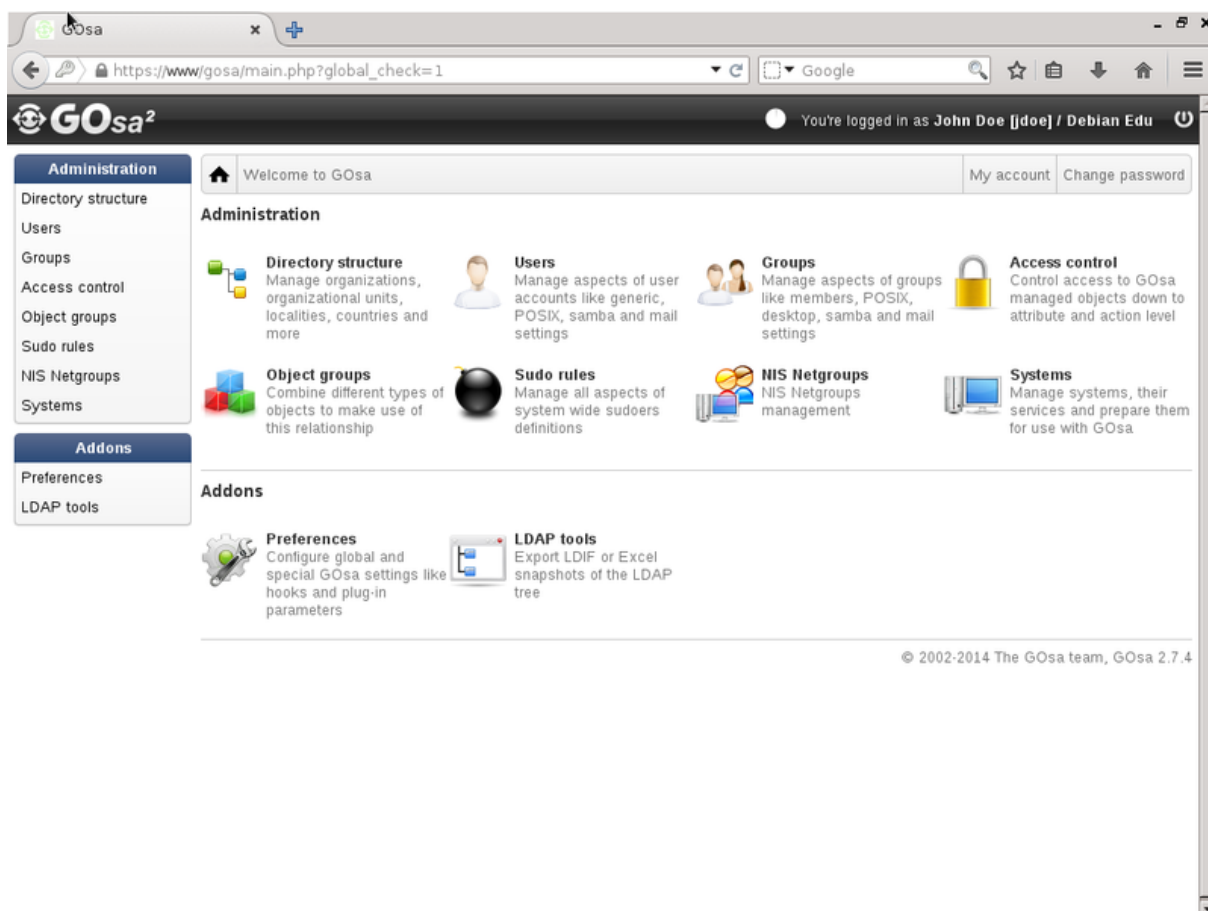 GOsa
https://www/gosa/main.php?global_check=1
Google
GOsa²
You're logged in as John Doe [jdoe] / Debian Edu
Administration
Directory structure
Users
Groups
Access control
Object groups
Sudo rules
NIS Netgroups
Systems
Addons
Preferences
LDAP tools
Welcome to GOsa
My account
Change password
Administration
Directory structure
Manage organizations,
organizational units,
localities, countries and
more
Users
Manage aspects of user
accounts like generic,
POSIX, samba and mail
settings
Groups
Manage aspects of groups
like members, POSIX,
desktop, samba and mail
settings
Access control
Control access to GOsa
managed objects down to
attribute and action level
Object groups
Combine different types of
objects to make use of
this relationship
Sudo rules
Manage all aspects of
system wide sudoers
definitions
NIS Netgroups
NIS Netgroups
management
Systems
Manage systems, their
services and prepare them
for use with GOsa
Addons
Preferences
Configure global and
special GOsa settings like
hooks and plug-in
parameters
LDAP tools
Export LDIF or Excel
snapshots of the LDAP
tree
© 2002-2014 The GOsa team, GOsa 2.7.4